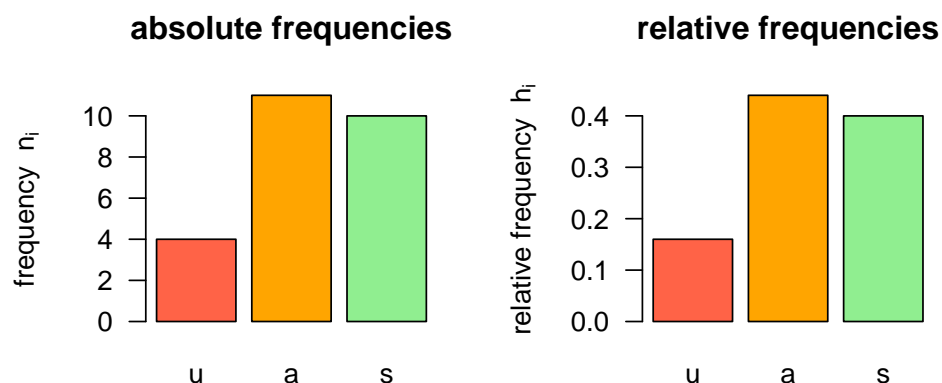 absolute frequencies
frequency nᵢ
10
8
6
4
2
0
u a s
relative frequencies
relative frequency hᵢ
0.4
0.3
0.2
0.1
0.0
u a s